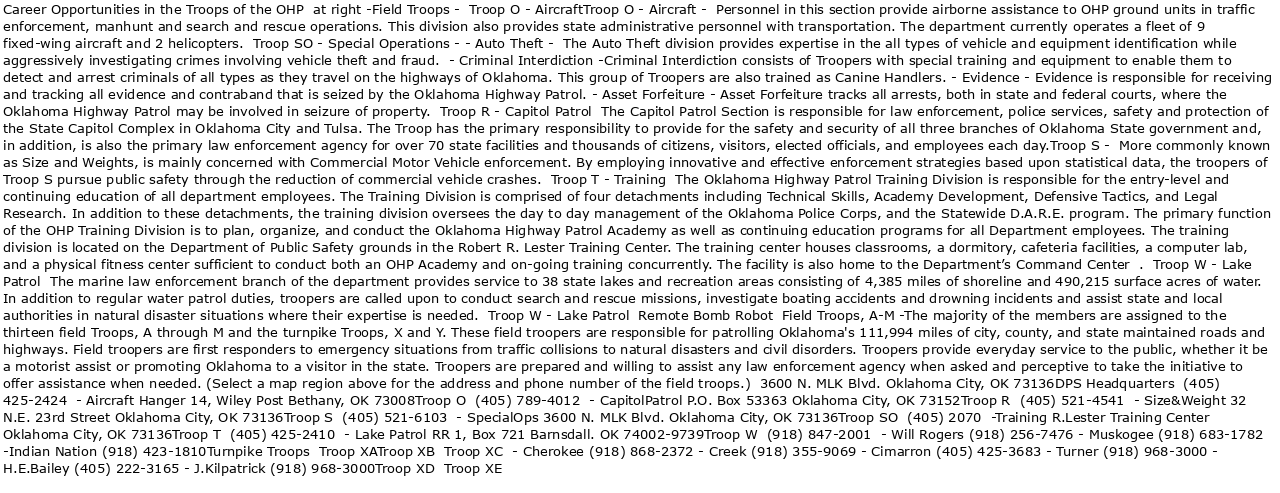 Career Opportunities in the Troops of the OHP  at right -Field Troops -  Troop O - AircraftTroop O - Aircraft -  Personnel in this section provide airborne assistance to OHP ground units in traffic
enforcement, manhunt and search and rescue operations. This division also provides state administrative personnel with transportation. The department currently operates a fleet of 9
fixed-wing aircraft and 2 helicopters.  Troop SO - Special Operations - - Auto Theft -  The Auto Theft division provides expertise in the all types of vehicle and equipment identification while
aggressively investigating crimes involving vehicle theft and fraud.  - Criminal Interdiction -Criminal Interdiction consists of Troopers with special training and equipment to enable them to
detect and arrest criminals of all types as they travel on the highways of Oklahoma. This group of Troopers are also trained as Canine Handlers. - Evidence - Evidence is responsible for receiving
and tracking all evidence and contraband that is seized by the Oklahoma Highway Patrol. - Asset Forfeiture - Asset Forfeiture tracks all arrests, both in state and federal courts, where the
Oklahoma Highway Patrol may be involved in seizure of property.  Troop R - Capitol Patrol  The Capitol Patrol Section is responsible for law enforcement, police services, safety and protection of
the State Capitol Complex in Oklahoma City and Tulsa. The Troop has the primary responsibility to provide for the safety and security of all three branches of Oklahoma State government and,
in addition, is also the primary law enforcement agency for over 70 state facilities and thousands of citizens, visitors, elected officials, and employees each day.Troop S -  More commonly known
as Size and Weights, is mainly concerned with Commercial Motor Vehicle enforcement. By employing innovative and effective enforcement strategies based upon statistical data, the troopers of
Troop S pursue public safety through the reduction of commercial vehicle crashes.  Troop T - Training  The Oklahoma Highway Patrol Training Division is responsible for the entry-level and
continuing education of all department employees. The Training Division is comprised of four detachments including Technical Skills, Academy Development, Defensive Tactics, and Legal
Research. In addition to these detachments, the training division oversees the day to day management of the Oklahoma Police Corps, and the Statewide D.A.R.E. program. The primary function
of the OHP Training Division is to plan, organize, and conduct the Oklahoma Highway Patrol Academy as well as continuing education programs for all Department employees. The training
division is located on the Department of Public Safety grounds in the Robert R. Lester Training Center. The training center houses classrooms, a dormitory, cafeteria facilities, a computer lab,
and a physical fitness center sufficient to conduct both an OHP Academy and on-going training concurrently. The facility is also home to the Department’s Command Center  .  Troop W - Lake
Patrol  The marine law enforcement branch of the department provides service to 38 state lakes and recreation areas consisting of 4,385 miles of shoreline and 490,215 surface acres of water.
In addition to regular water patrol duties, troopers are called upon to conduct search and rescue missions, investigate boating accidents and drowning incidents and assist state and local
authorities in natural disaster situations where their expertise is needed.  Troop W - Lake Patrol  Remote Bomb Robot  Field Troops, A-M -The majority of the members are assigned to the
thirteen field Troops, A through M and the turnpike Troops, X and Y. These field troopers are responsible for patrolling Oklahoma's 111,994 miles of city, county, and state maintained roads and
highways. Field troopers are first responders to emergency situations from traffic collisions to natural disasters and civil disorders. Troopers provide everyday service to the public, whether it be
a motorist assist or promoting Oklahoma to a visitor in the state. Troopers are prepared and willing to assist any law enforcement agency when asked and perceptive to take the initiative to
offer assistance when needed. (Select a map region above for the address and phone number of the field troops.)  3600 N. MLK Blvd. Oklahoma City, OK 73136DPS Headquarters  (405)
425-2424  - Aircraft Hanger 14, Wiley Post Bethany, OK 73008Troop O  (405) 789-4012  - CapitolPatrol P.O. Box 53363 Oklahoma City, OK 73152Troop R  (405) 521-4541  - Size&Weight 32
N.E. 23rd Street Oklahoma City, OK 73136Troop S  (405) 521-6103  - SpecialOps 3600 N. MLK Blvd. Oklahoma City, OK 73136Troop SO  (405) 2070  -Training R.Lester Training Center
Oklahoma City, OK 73136Troop T  (405) 425-2410  - Lake Patrol RR 1, Box 721 Barnsdall. OK 74002-9739Troop W  (918) 847-2001  - Will Rogers (918) 256-7476 - Muskogee (918) 683-1782
-Indian Nation (918) 423-1810Turnpike Troops  Troop XATroop XB  Troop XC  - Cherokee (918) 868-2372 - Creek (918) 355-9069 - Cimarron (405) 425-3683 - Turner (918) 968-3000 -
H.E.Bailey (405) 222-3165 - J.Kilpatrick (918) 968-3000Troop XD  Troop XE